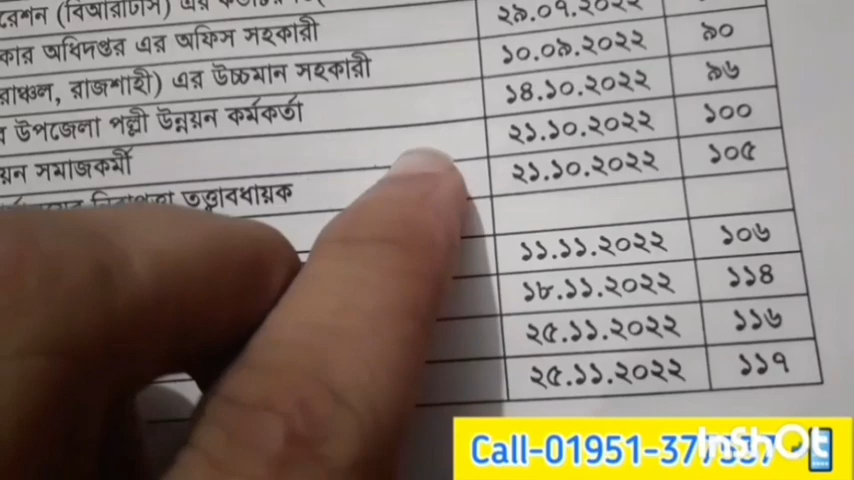 রেশন (বিআরটিসি) এর
২৯.০৭.২০২২
কার অধিদপ্তর এর অফিস সহকারী ১০.০৯.২০২২ ৯০
রাঞ্চল, রাজশাহী) এর উচ্চমান সহকারী ১৪.১০.২০২২ ৯৬
উপজেলা পল্লী উন্নয়ন কর্মকর্তা ২১.১০.২০২২ ১০০
য়ন সমাজকর্মী ২১.১০.২০২২ ১০৫
তত্ত্বাবধায়ক
১১.১১.২০২২ ১০৬
১৮.১১.২০২২ ১১৪
২৫.১১.২০২২ ১১৬
২৫.১১.২০২২ ১১৭
Call-01951-377
InShOt